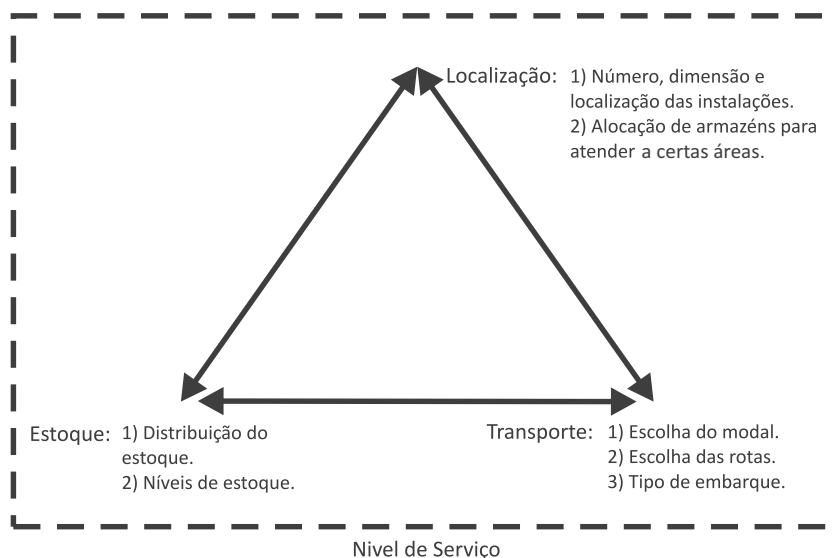 Localização: 1) Número, dimensão e
localização das instalações.
2) Alocação de armazéns para
atender a certas áreas.
Estoque: 1) Distribuição do
estoque.
2) Níveis de estoque.
Transporte: 1) Escolha do modal.
2) Escolha das rotas.
3) Tipo de embarque.
Nivel de Serviço